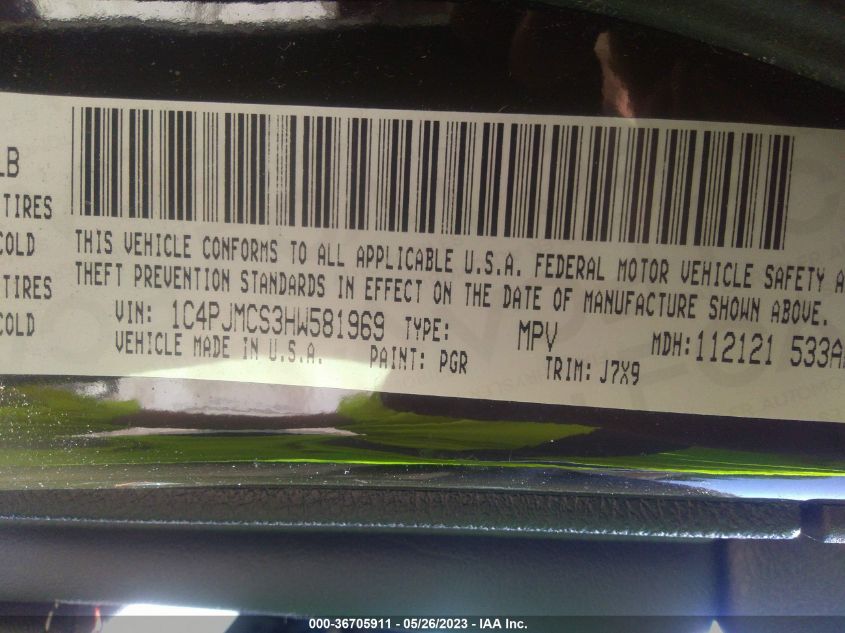 LB
TIRES
COLD
TIRES
COLD
THIS VEHICLE CONFORMS TO ALL APPLICABLE U.S.A. FEDERAL MOTOR VEHICLE SAFETY A
THEFT PREVENTION STANDARDS IN EFFECT ON THE DATE OF MANUFACTURE SHOWN ABOVE.
VIN: 1C4PJMCS3HW581969 TYPE: MPV MDH:112121 533A
VEHICLE MADE IN U.S.A. PAINT: PGR TRIM: J7X9
000-36705911 - 05/26/2023 - IAA Inc.